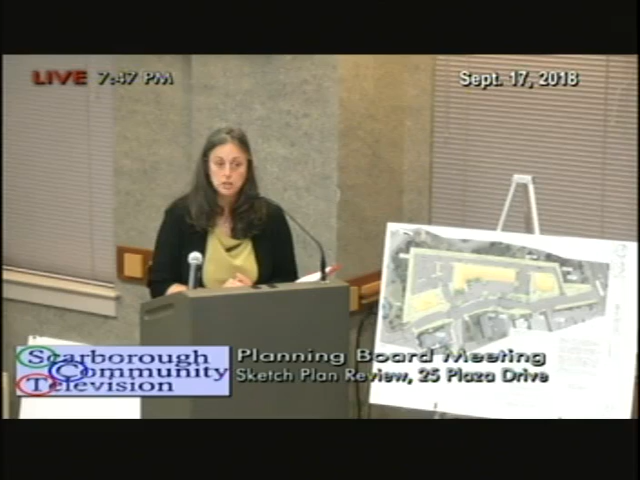 LIVE 7:47 PM
Sept. 17, 2018
Scarborough
Community
Television
Planning Board Meeting
Sketch Plan Review, 25 Plaza Drive